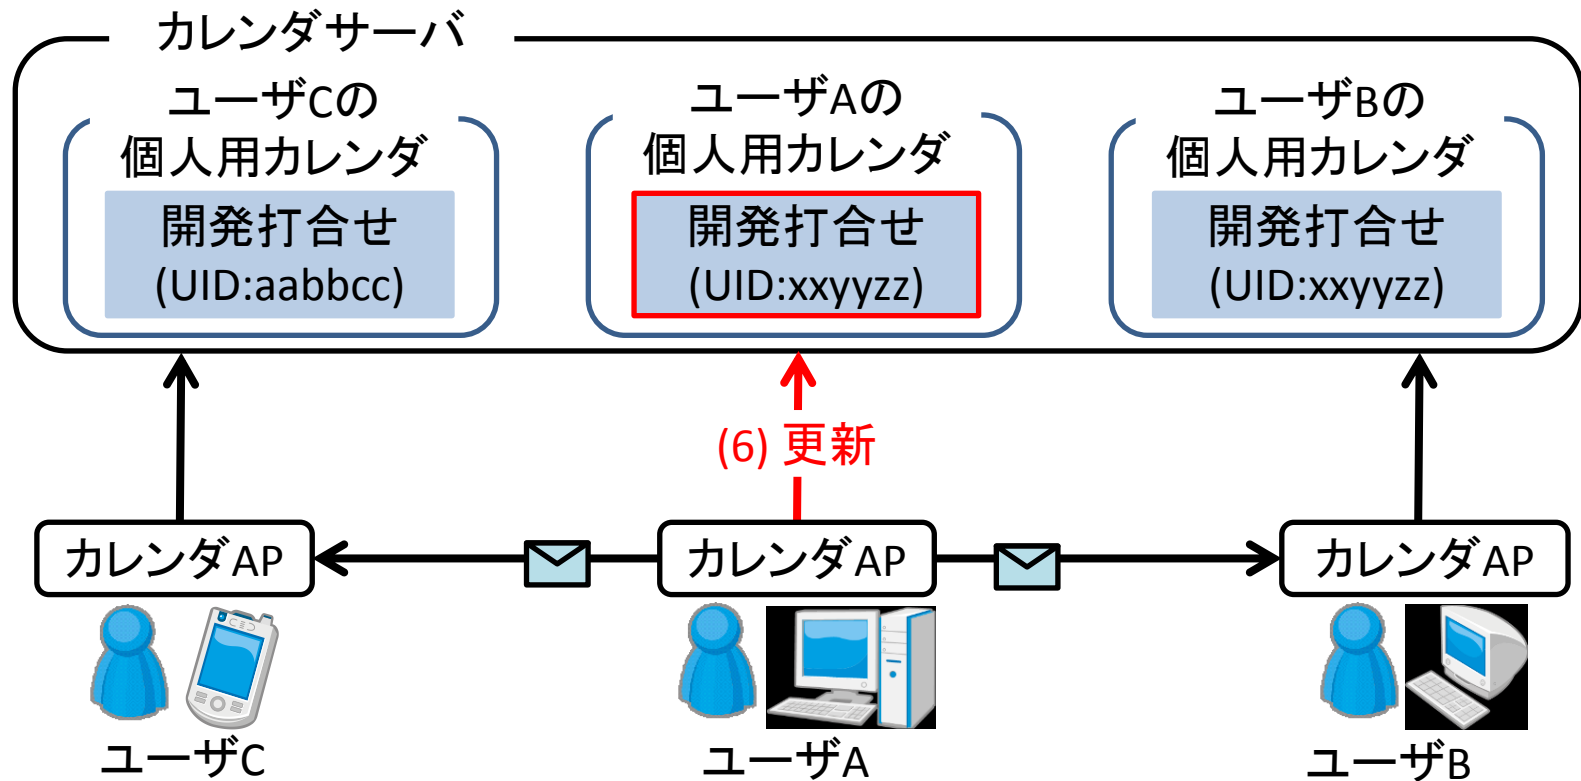 カレンダサーバ
ユーザCの
個人用カレンダ
開発打合せ
(UID:aabbcc)
ユーザAの
個人用カレンダ
開発打合せ
(UID:xxyyzz)
ユーザBの
個人用カレンダ
開発打合せ
(UID:xxyyzz)
(6) 更新
カレンダAP
カレンダAP
カレンダAP
ユーザC
ユーザA
ユーザB